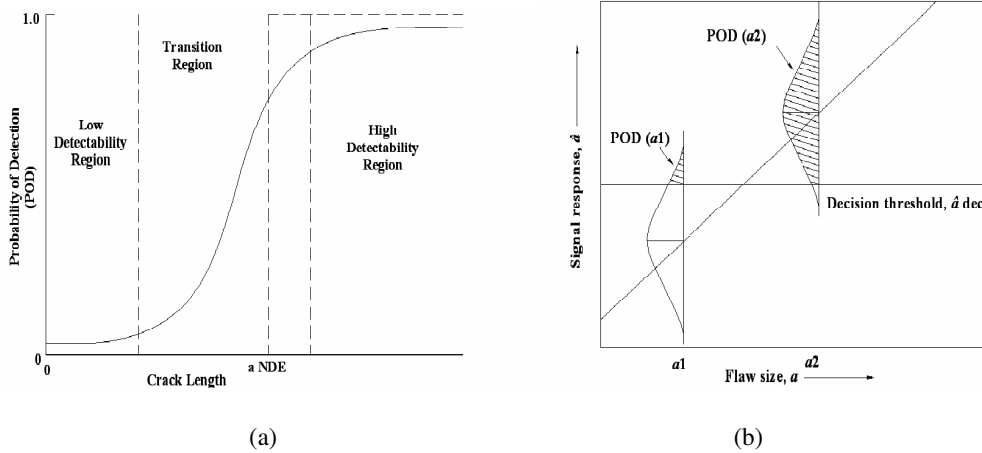 1.0
Transition
Region
Low
Detectability
Region
High
Detectability
Region
Probability of Detection
(POD)
0
0
a NDE
Crack Length
(a)
POD (a2)
POD (a1)
Signal response, â
Decision threshold, â dec
a1
a2
Flaw size, a
(b)